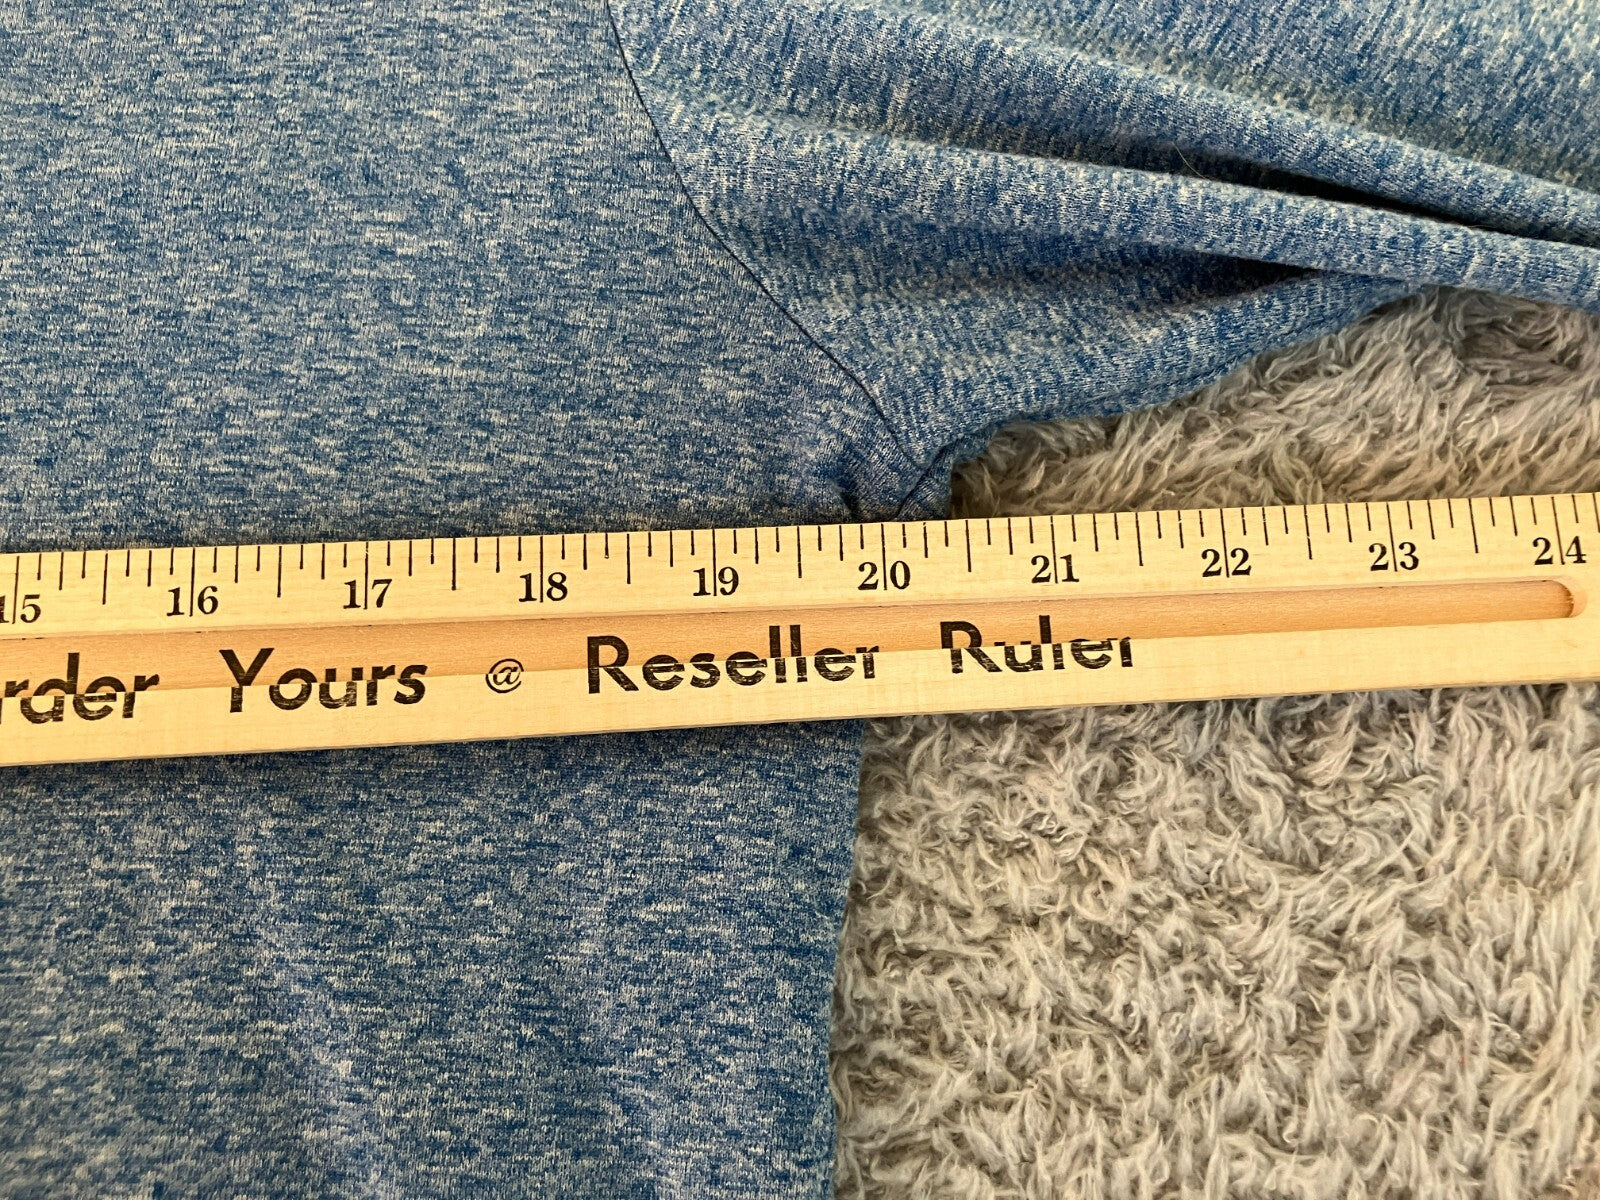 15 16 17 18 19 20 21 22 23 24
rder Yours @ Reseller Ruler